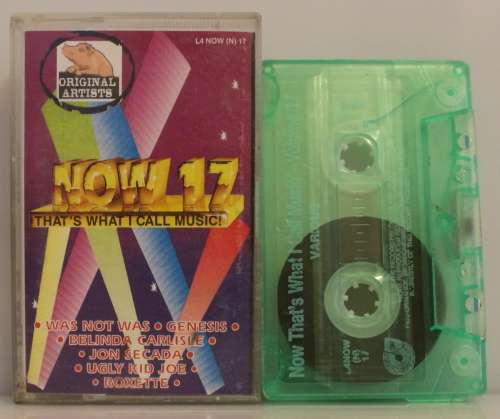 L4 NOW (N) 17
ORIGINAL
ARTISTS
NOW 17
THAT'S WHAT I CALL MUSIC!
• WAS NOT WAS • GENESIS •
• BELINDA CARLISLE •
• JON SECADA •
• UGLY KID JOE •
ROXETTE
Now That's What I Call Music
L4NOW
(N)
17